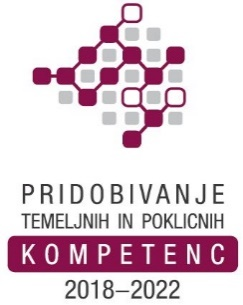 PRIDOBIVANJE
TEMELJNIH IN POKLICNIH
KOMPETENC
2018–2022